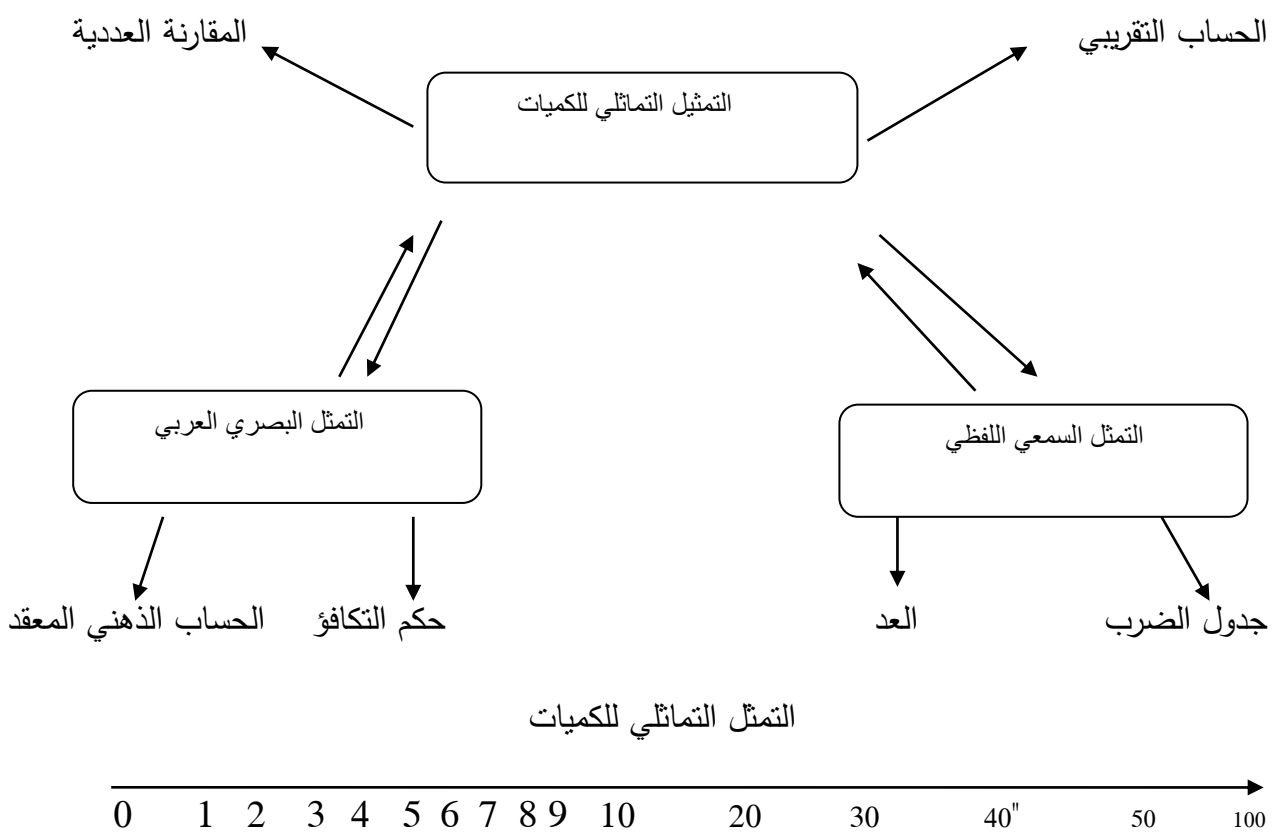 الحساب التقريبي
المقارنة العددية
التمثيل التماثلي للكميات
التمثل السمعي اللفظي
التمثل البصري العربي
جدول الضرب
العد
حكم التكافؤ
الحساب الذهني المعقد
التمثل التماثلي للكميات
0 1 2 3 4 5 6 7 8 9 10 20 30 40" 50 100